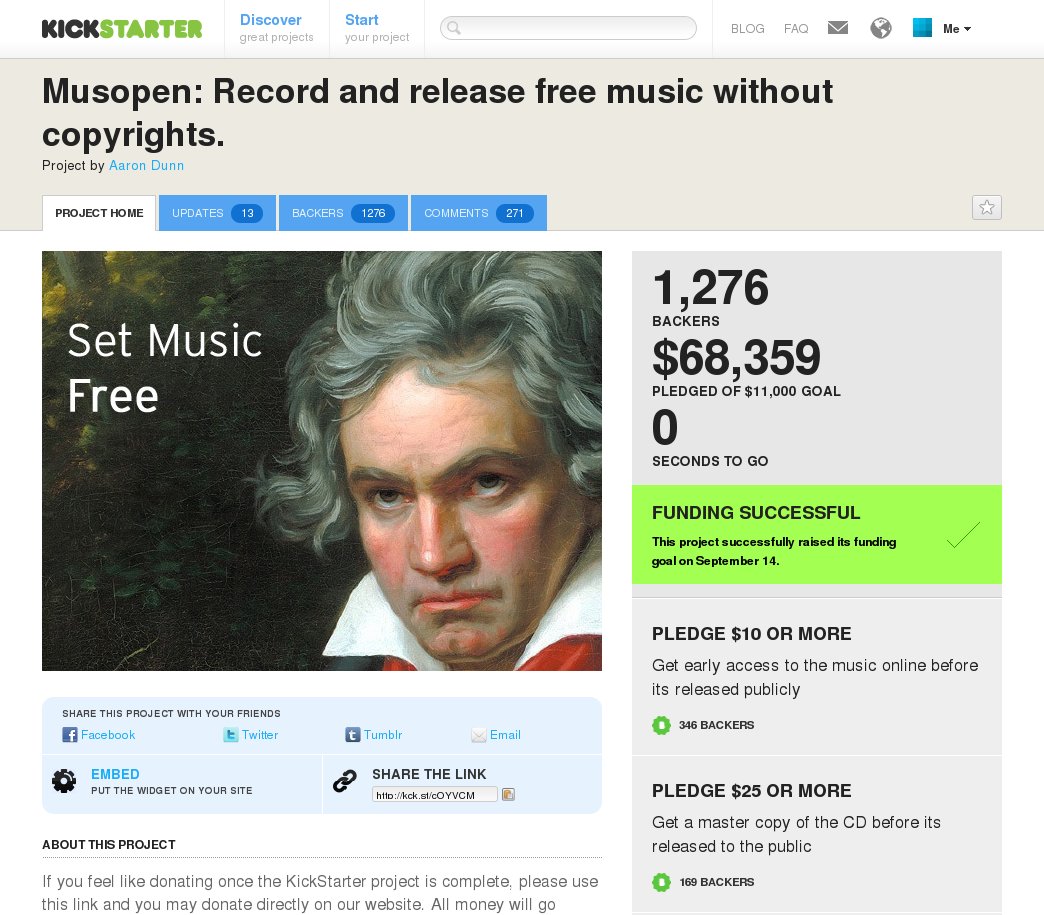 KICKSTARTER
Discover
great projects
Start
your project
BLOG
FAQ
Me
Musopen: Record and release free music without
copyrights.
Project by Aaron Dunn
PROJECT HOME
UPDATES 13
BACKERS 1276
COMMENTS 271
Set Music
Free
1,276
BACKERS
$68,359
PLEDGED OF $11,000 GOAL
0
SECONDS TO GO
FUNDING SUCCESSFUL
This project successfully raised its funding
goal on September 14.
PLEDGE $10 OR MORE
Get early access to the music online before
its released publicly
346 BACKERS
PLEDGE $25 OR MORE
Get a master copy of the CD before its
released to the public
169 BACKERS
SHARE THIS PROJECT WITH YOUR FRIENDS
Facebook
Twitter
Tumblr
Email
EMBED
PUT THE WIDGET ON YOUR SITE
SHARE THE LINK
http://kck.st/cOYVCM
ABOUT THIS PROJECT
If you feel like donating once the KickStarter project is complete, please use
this link and you may donate directly on our website. All money will go